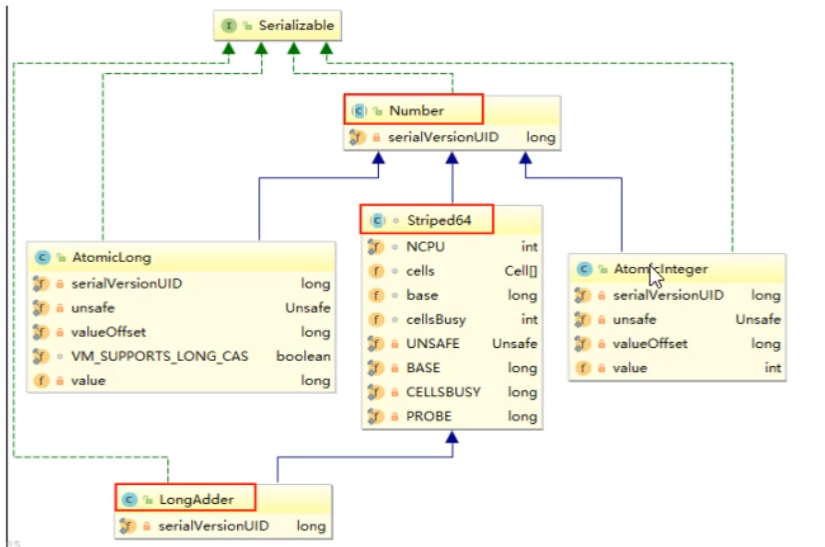 Serializable
Number
serialVersionUID long
Striped64
NCPU int
cells Cell[]
base long
cellsBusy int
UNSAFE Unsafe
BASE long
CELLSBUSY long
PROBE long
AtomicLong
serialVersionUID long
unsafe Unsafe
valueOffset long
VM_SUPPORTS_LONG_CAS boolean
value long
AtomicInteger
serialVersionUID long
unsafe Unsafe
valueOffset long
value int
LongAdder
serialVersionUID long